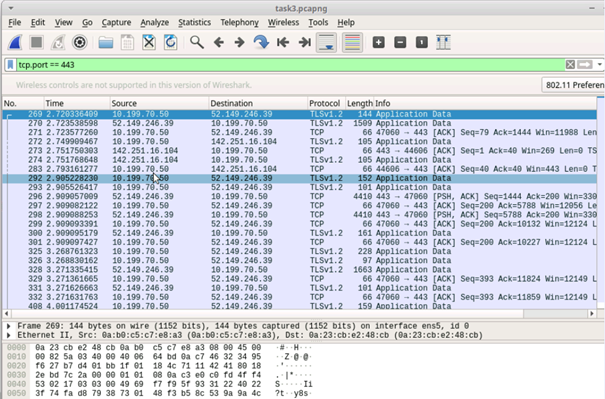 task3.pcapng
File Edit View Go Capture Analyze Statistics Telephony Wireless Tools Help
tcp.port == 443
Wireless controls are not supported in this version of Wireshark. 802.11 Preferen
No. Time Source Destination Protocol Length Info
269 2.720336409 10.199.70.50 52.149.246.39 TLSv1.2 144 Application Data
270 2.723538598 52.149.246.39 10.199.70.50 TLSv1.2 1509 Application Data
271 2.723577260 10.199.70.50 52.149.246.39 TCP 66 47060 → 443 [ACK] Seq=79 Ack=1444 Win=11988 Len
272 2.749909467 10.199.70.50 142.251.16.104 TLSv1.2 105 Application Data
273 2.751750303 142.251.16.104 10.199.70.50 TCP 66 443 → 44606 [ACK] Seq=1 Ack=40 Win=269 Len=0 TS
274 2.751768648 142.251.16.104 10.199.70.50 TLSv1.2 105 Application Data
283 2.793161277 10.199.70.50 142.251.16.104 TCP 66 44606 → 443 [ACK] Seq=40 Ack=40 Win=443 Len=0 T
292 2.905228230 10.199.70.50 52.149.246.39 TLSv1.2 152 Application Data
293 2.905526417 10.199.70.50 52.149.246.39 TLSv1.2 101 Application Data
296 2.909057009 52.149.246.39 10.199.70.50 TCP 4410 443 → 47060 [PSH, ACK] Seq=1444 Ack=200 Win=330
297 2.909082122 10.199.70.50 52.149.246.39 TCP 66 47060 → 443 [ACK] Seq=200 Ack=5788 Win=12056 Le
298 2.909088253 52.149.246.39 10.199.70.50 TCP 4410 443 → 47060 [PSH, ACK] Seq=5788 Ack=200 Win=330
299 2.909093391 10.199.70.50 52.149.246.39 TCP 66 47060 → 443 [ACK] Seq=200 Ack=10132 Win=12124 L
300 2.909095179 52.149.246.39 10.199.70.50 TLSv1.2 161 Application Data
301 2.909097427 10.199.70.50 52.149.246.39 TCP 66 47060 → 443 [ACK] Seq=200 Ack=10227 Win=12124 L
325 3.268761323 10.199.70.50 52.149.246.39 TLSv1.2 228 Application Data
326 3.268830162 10.199.70.50 52.149.246.39 TLSv1.2 97 Application Data
328 3.271335415 52.149.246.39 10.199.70.50 TLSv1.2 1663 Application Data
329 3.271361665 10.199.70.50 52.149.246.39 TCP 66 47060 → 443 [ACK] Seq=393 Ack=11824 Win=12149 L
331 3.271626663 52.149.246.39 10.199.70.50 TLSv1.2 101 Application Data
332 3.271631763 10.199.70.50 52.149.246.39 TCP 66 47060 → 443 [ACK] Seq=393 Ack=11859 Win=12149 L
408 4.001174524 10.199.70.50 52.149.246.39 TLSv1.2 159 Application Data
Frame 269: 144 bytes on wire (1152 bits), 144 bytes captured (1152 bits) on interface ens5, id 0
Ethernet II, Src: 0a:b0:c5:c7:e8:a3 (0a:b0:c5:c7:e8:a3), Dst: 0a:23:cb:e2:48:cb (0a:23:cb:e2:48:cb)
0000 0a 23 cb e2 48 cb 0a b0 c5 c7 e8 a3 08 00 45 00
0010 00 82 5a 03 40 00 40 06 64 bd 0a c7 46 32 34 95
0020 f6 27 b7 d4 01 bb 1f 01 18 4c 71 11 42 41 80 18
0030 2e bd 7c 2a 00 00 01 01 08 0a c3 e0 c0 fd 4f f4
0040 53 02 17 03 03 00 49 69 f7 f9 5f 93 31 22 40 22
0050 3f 74 fa d8 79 38 73 01 48 f3 b5 8c 53 9a 9a 4c